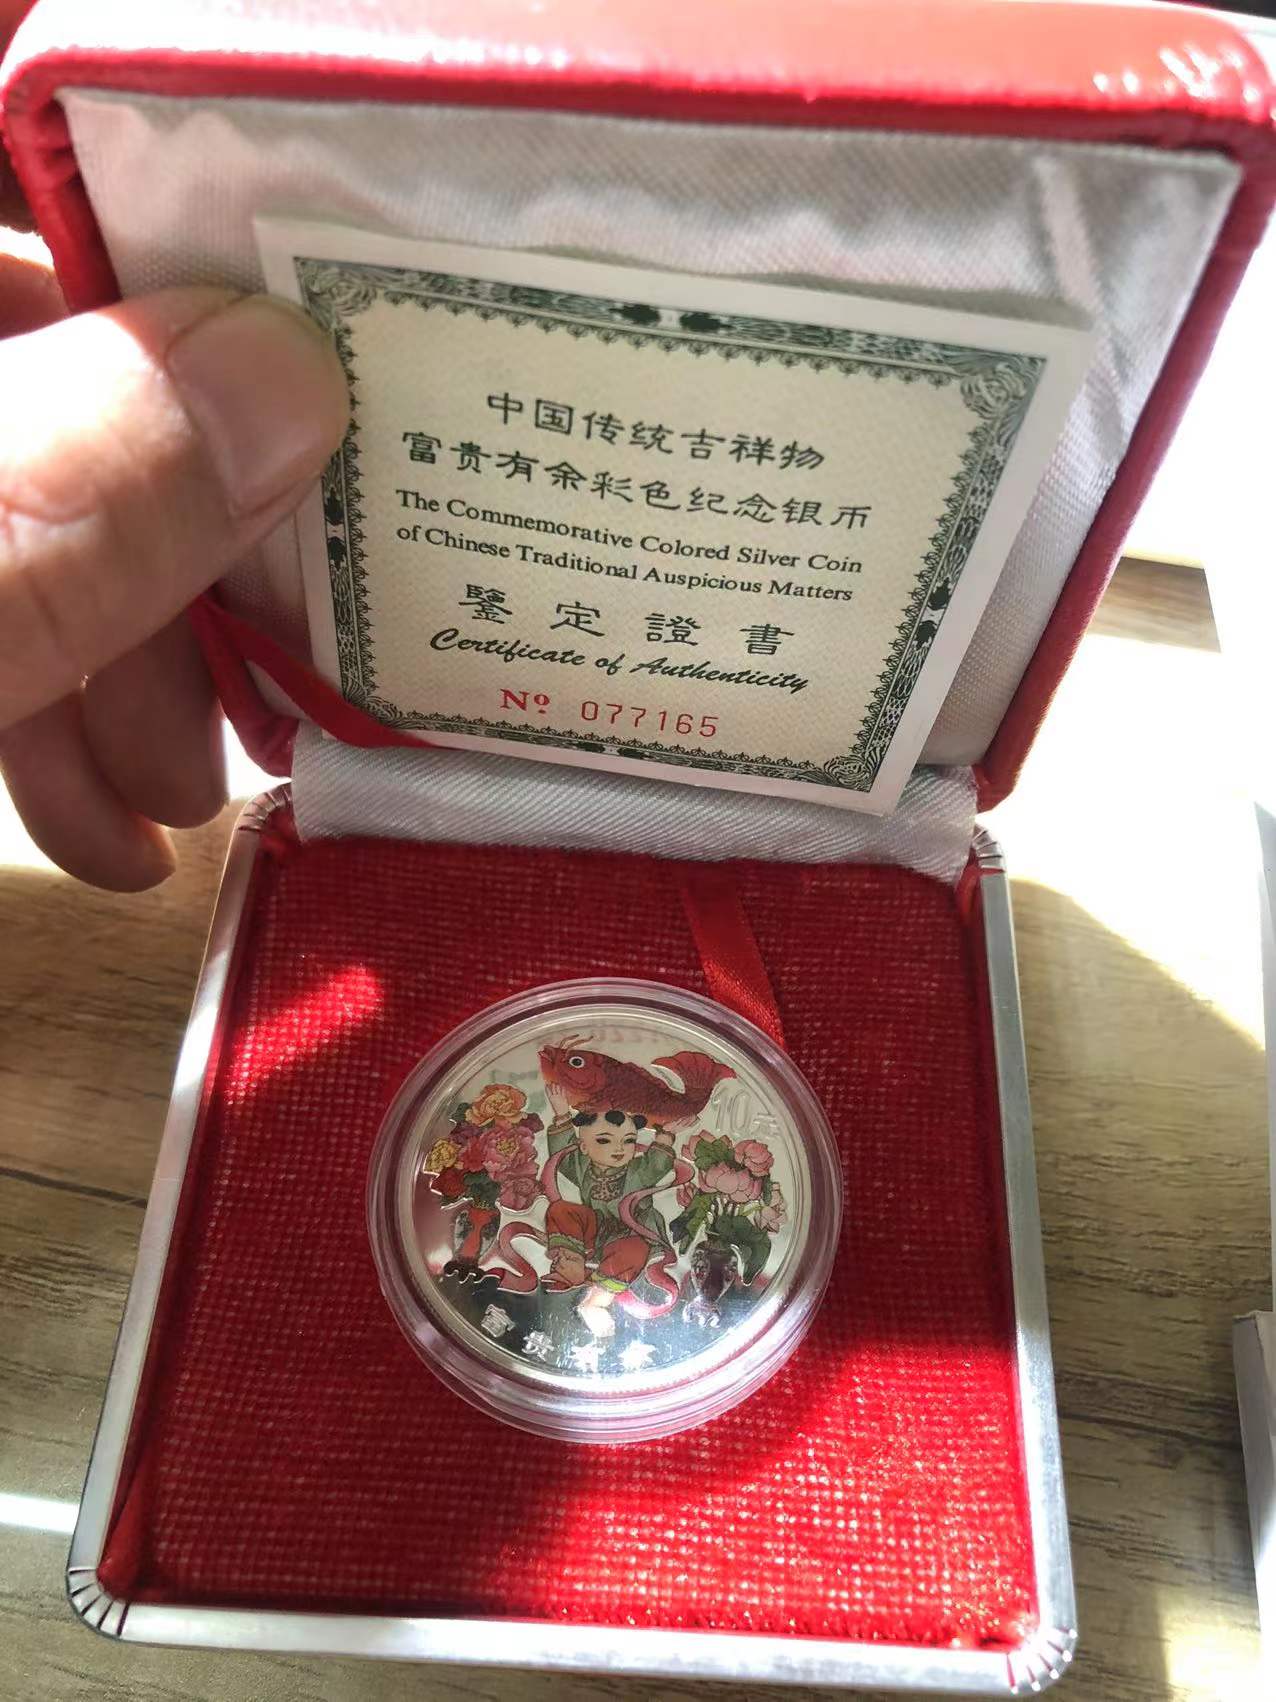 中国传统吉祥物
富贵有余彩色纪念银币
The Commemorative Colored Silver Coin
of Chinese Traditional Auspicious Matters
鑒定證書
Certificate of Authenticity
Nº 077165
10元
富贵有余